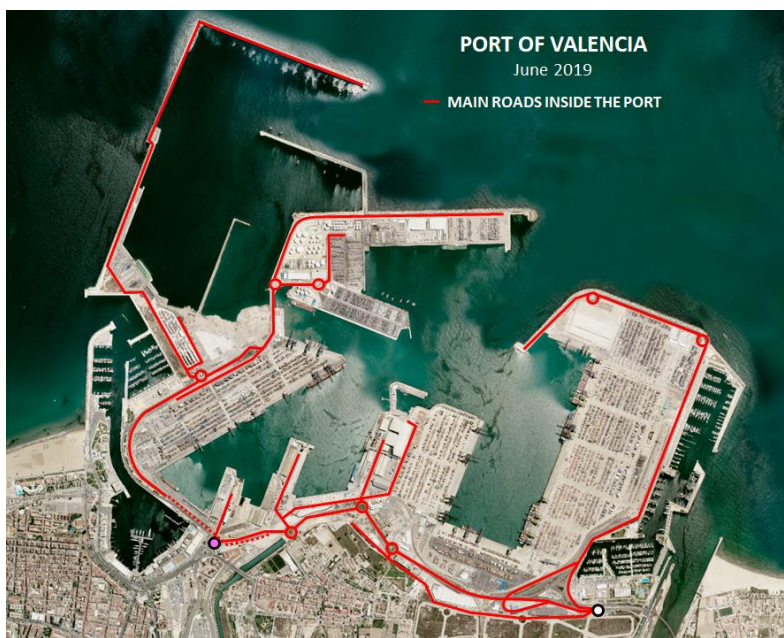 PORT OF VALENCIA
June 2019
MAIN ROADS INSIDE THE PORT